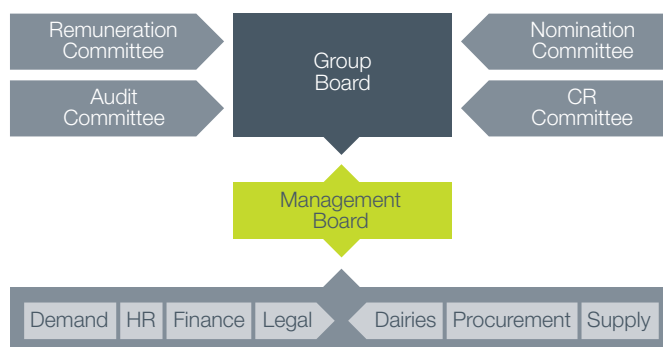 Remuneration
Committee
Group
Board
Nomination
Committee
Audit
Committee
CR
Committee
Management
Board
Demand
HR
Finance
Legal
Dairies
Procurement
Supply